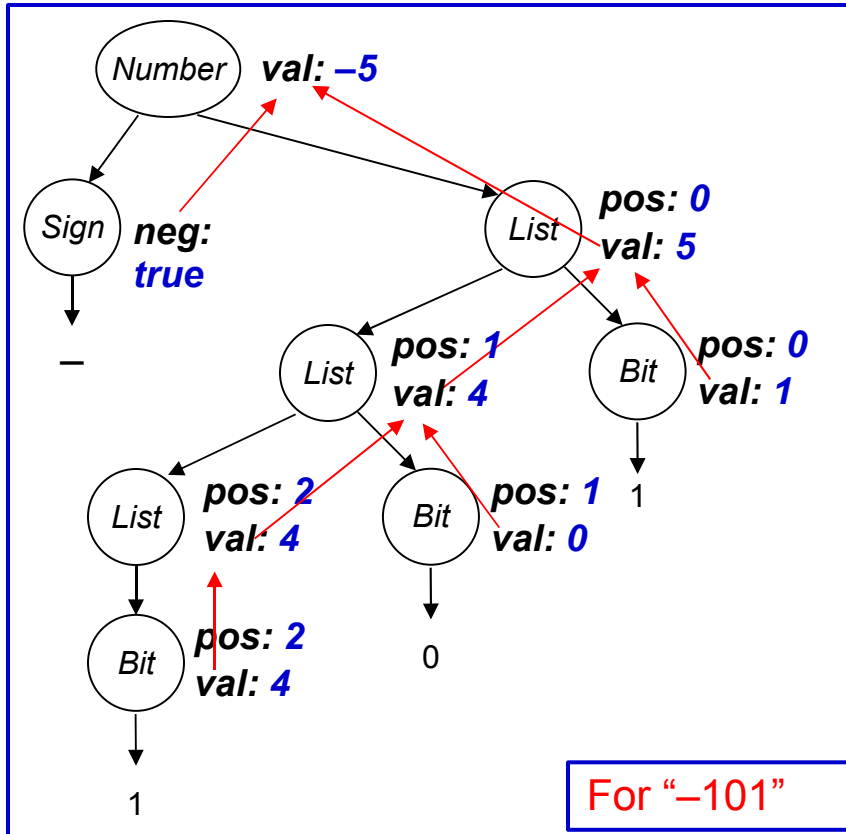 Number
val: –5
Sign
neg:
true
List
pos: 0
val: 5
–
List
pos: 1
val: 4
Bit
pos: 0
val: 1
List
pos: 2
val: 4
Bit
pos: 1
val: 0
1
Bit
pos: 2
val: 4
0
1
For “–101”